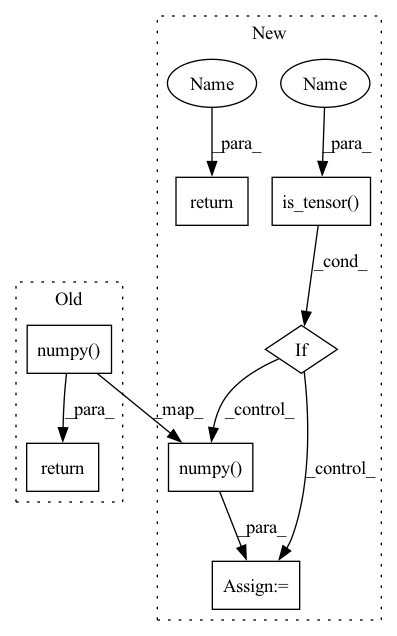 New
Name
Name
_para_
_para_
return
is_tensor()
_cond_
Old
numpy()
If
_para_
_map_
_control_
_control_
return
numpy()
_para_
Assign:=